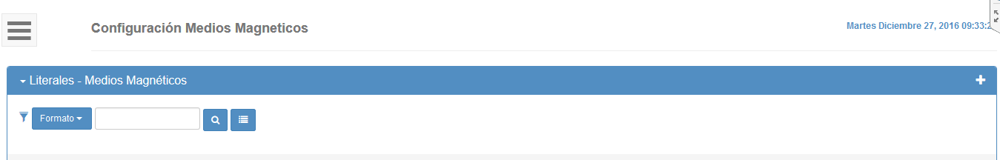 Configuración Medios Magneticos
Martes Diciembre 27, 2016 09:33:2
Literales - Medios Magnéticos
Formato